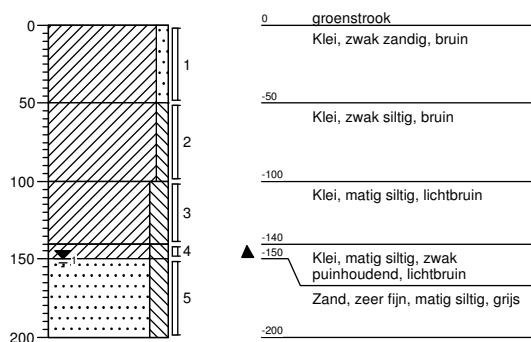 0
50
100
150
200
1
2
3
4
5
1
0 groenstrook
Klei, zwak zandig, bruin
-50
Klei, zwak siltig, bruin
-100
Klei, matig siltig, lichtbruin
-140
Klei, matig siltig, zwak
-150
puinhoudend, lichtbruin
Zand, zeer fijn, matig siltig, grijs
-200